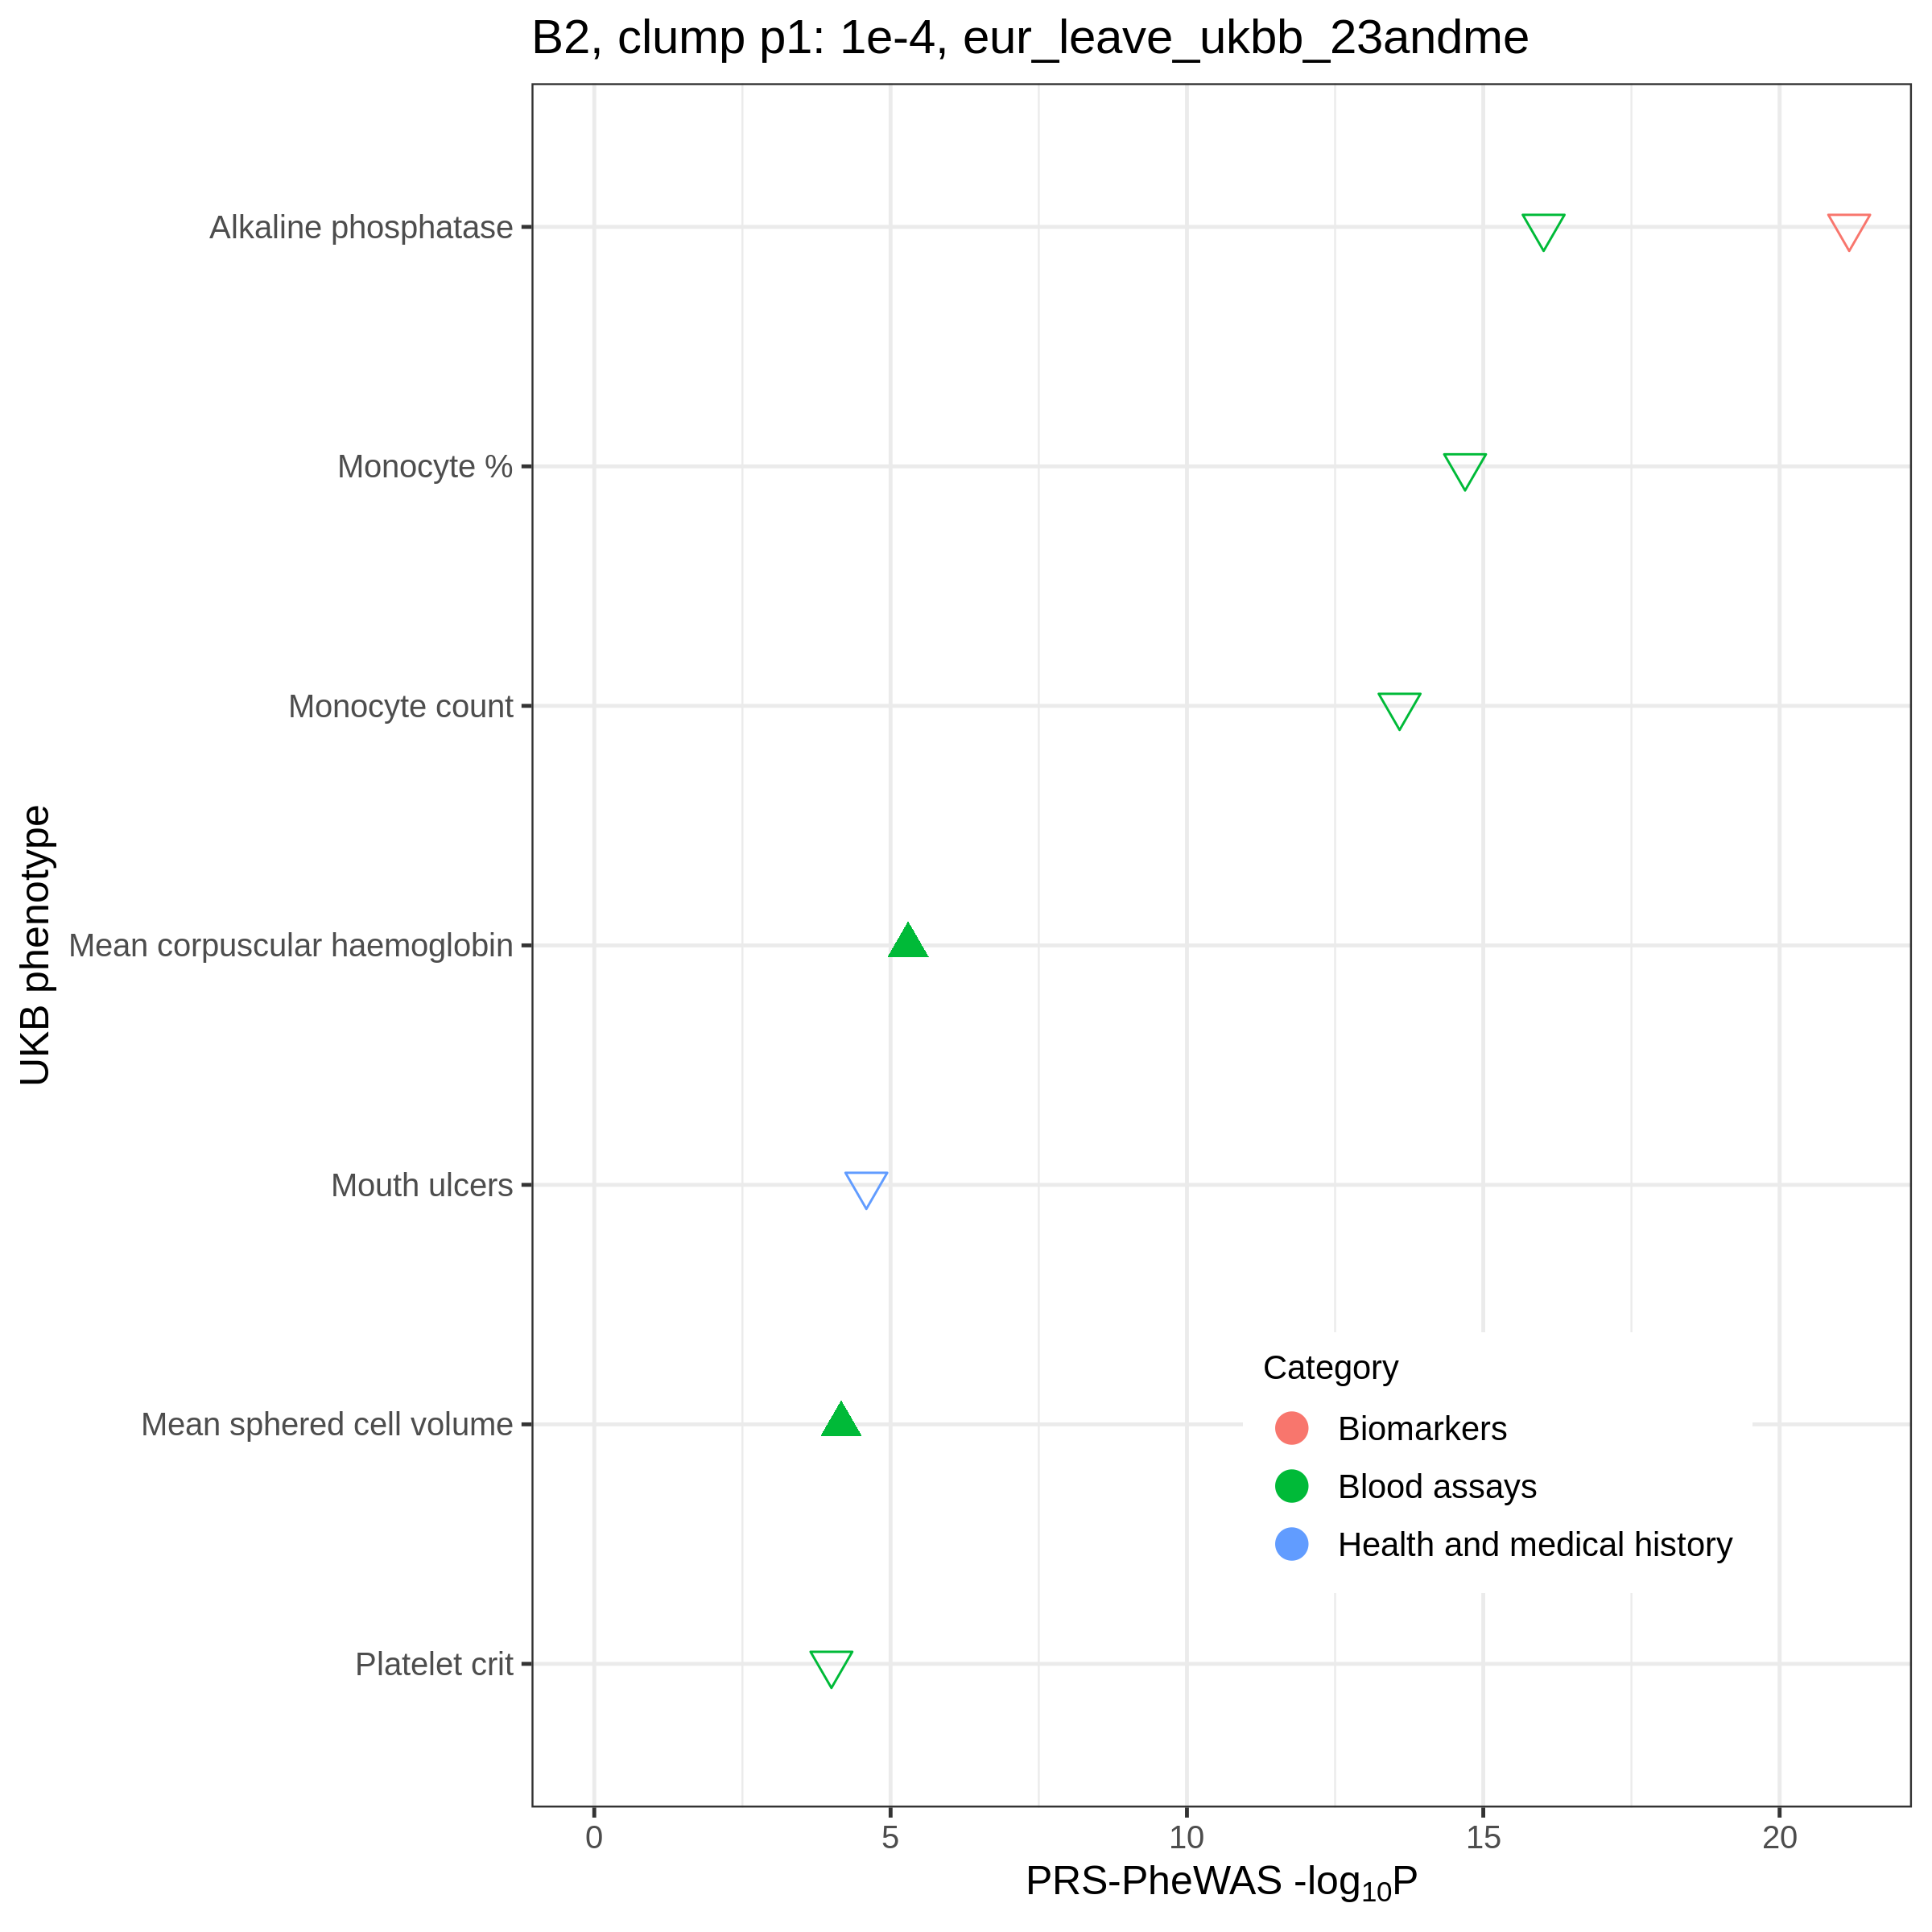 B2, clump p1: 1e-4, eur_leave_ukbb_23andme
UKB phenotype
Alkaline phosphatase
Monocyte %
Monocyte count
Mean corpuscular haemoglobin
Mouth ulcers
Mean sphered cell volume
Platelet crit
Category
Biomarkers
Blood assays
Health and medical history
0 5 10 15 20
PRS-PheWAS -log10P